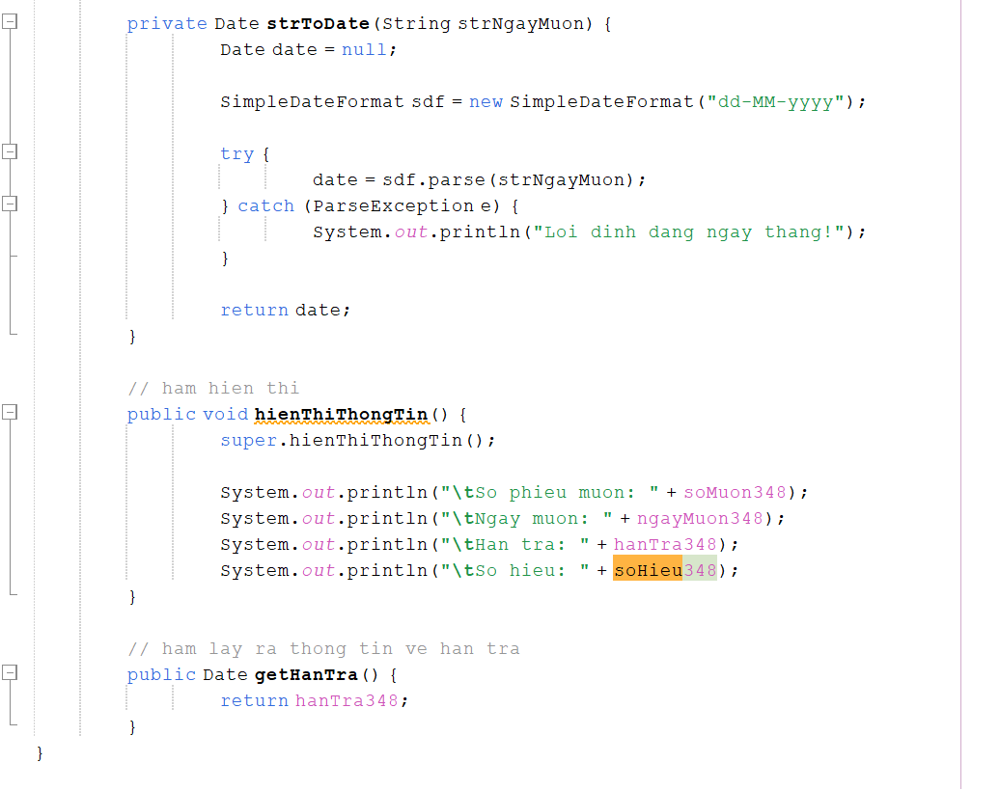 private Date strToDate(String strNgayMuon) {
Date date = null;
SimpleDateFormat sdf = new SimpleDateFormat("dd-MM-yyyy");
try {
date = sdf.parse(strNgayMuon);
} catch (ParseException e) {
System.out.println("Loi dinh dang ngay thang!");
}
return date;
}
// ham hien thi
public void hienThiThongTin() {
super.hienThiThongTin();
System.out.println("\tSo phieu muon: " + soMuon348);
System.out.println("\tNgay muon: " + ngayMuon348);
System.out.println("\tHan tra: " + hanTra348);
System.out.println("\tSo hieu: " + soHieu348);
}
// ham lay ra thong tin ve han tra
public Date getHanTra() {
return hanTra348;
}
}